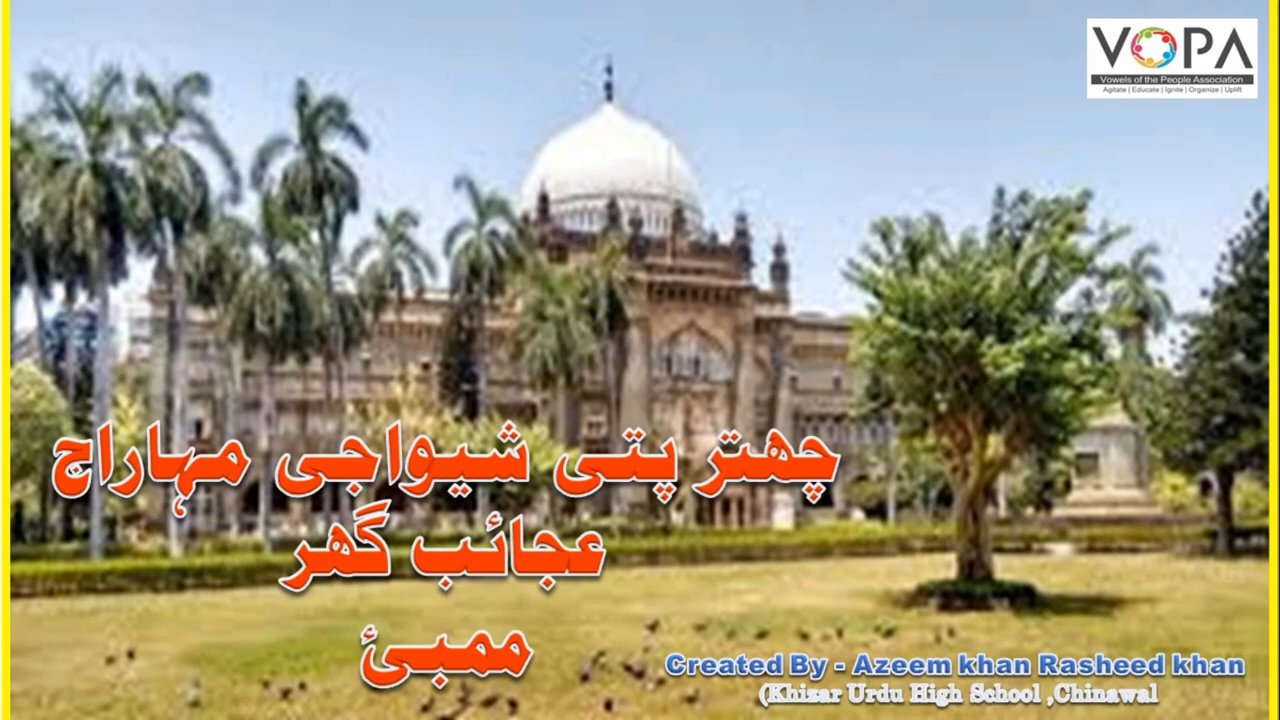 VOPA
Vowels of the People Association
Agitate | Educate | Ignite | Organize | Uplift
چھتر پتی شیواجی مہاراج
عجائب گھر
ممبئ
Created By - Azeem khan Rasheed khan
(Khizar Urdu High School ,Chinawal